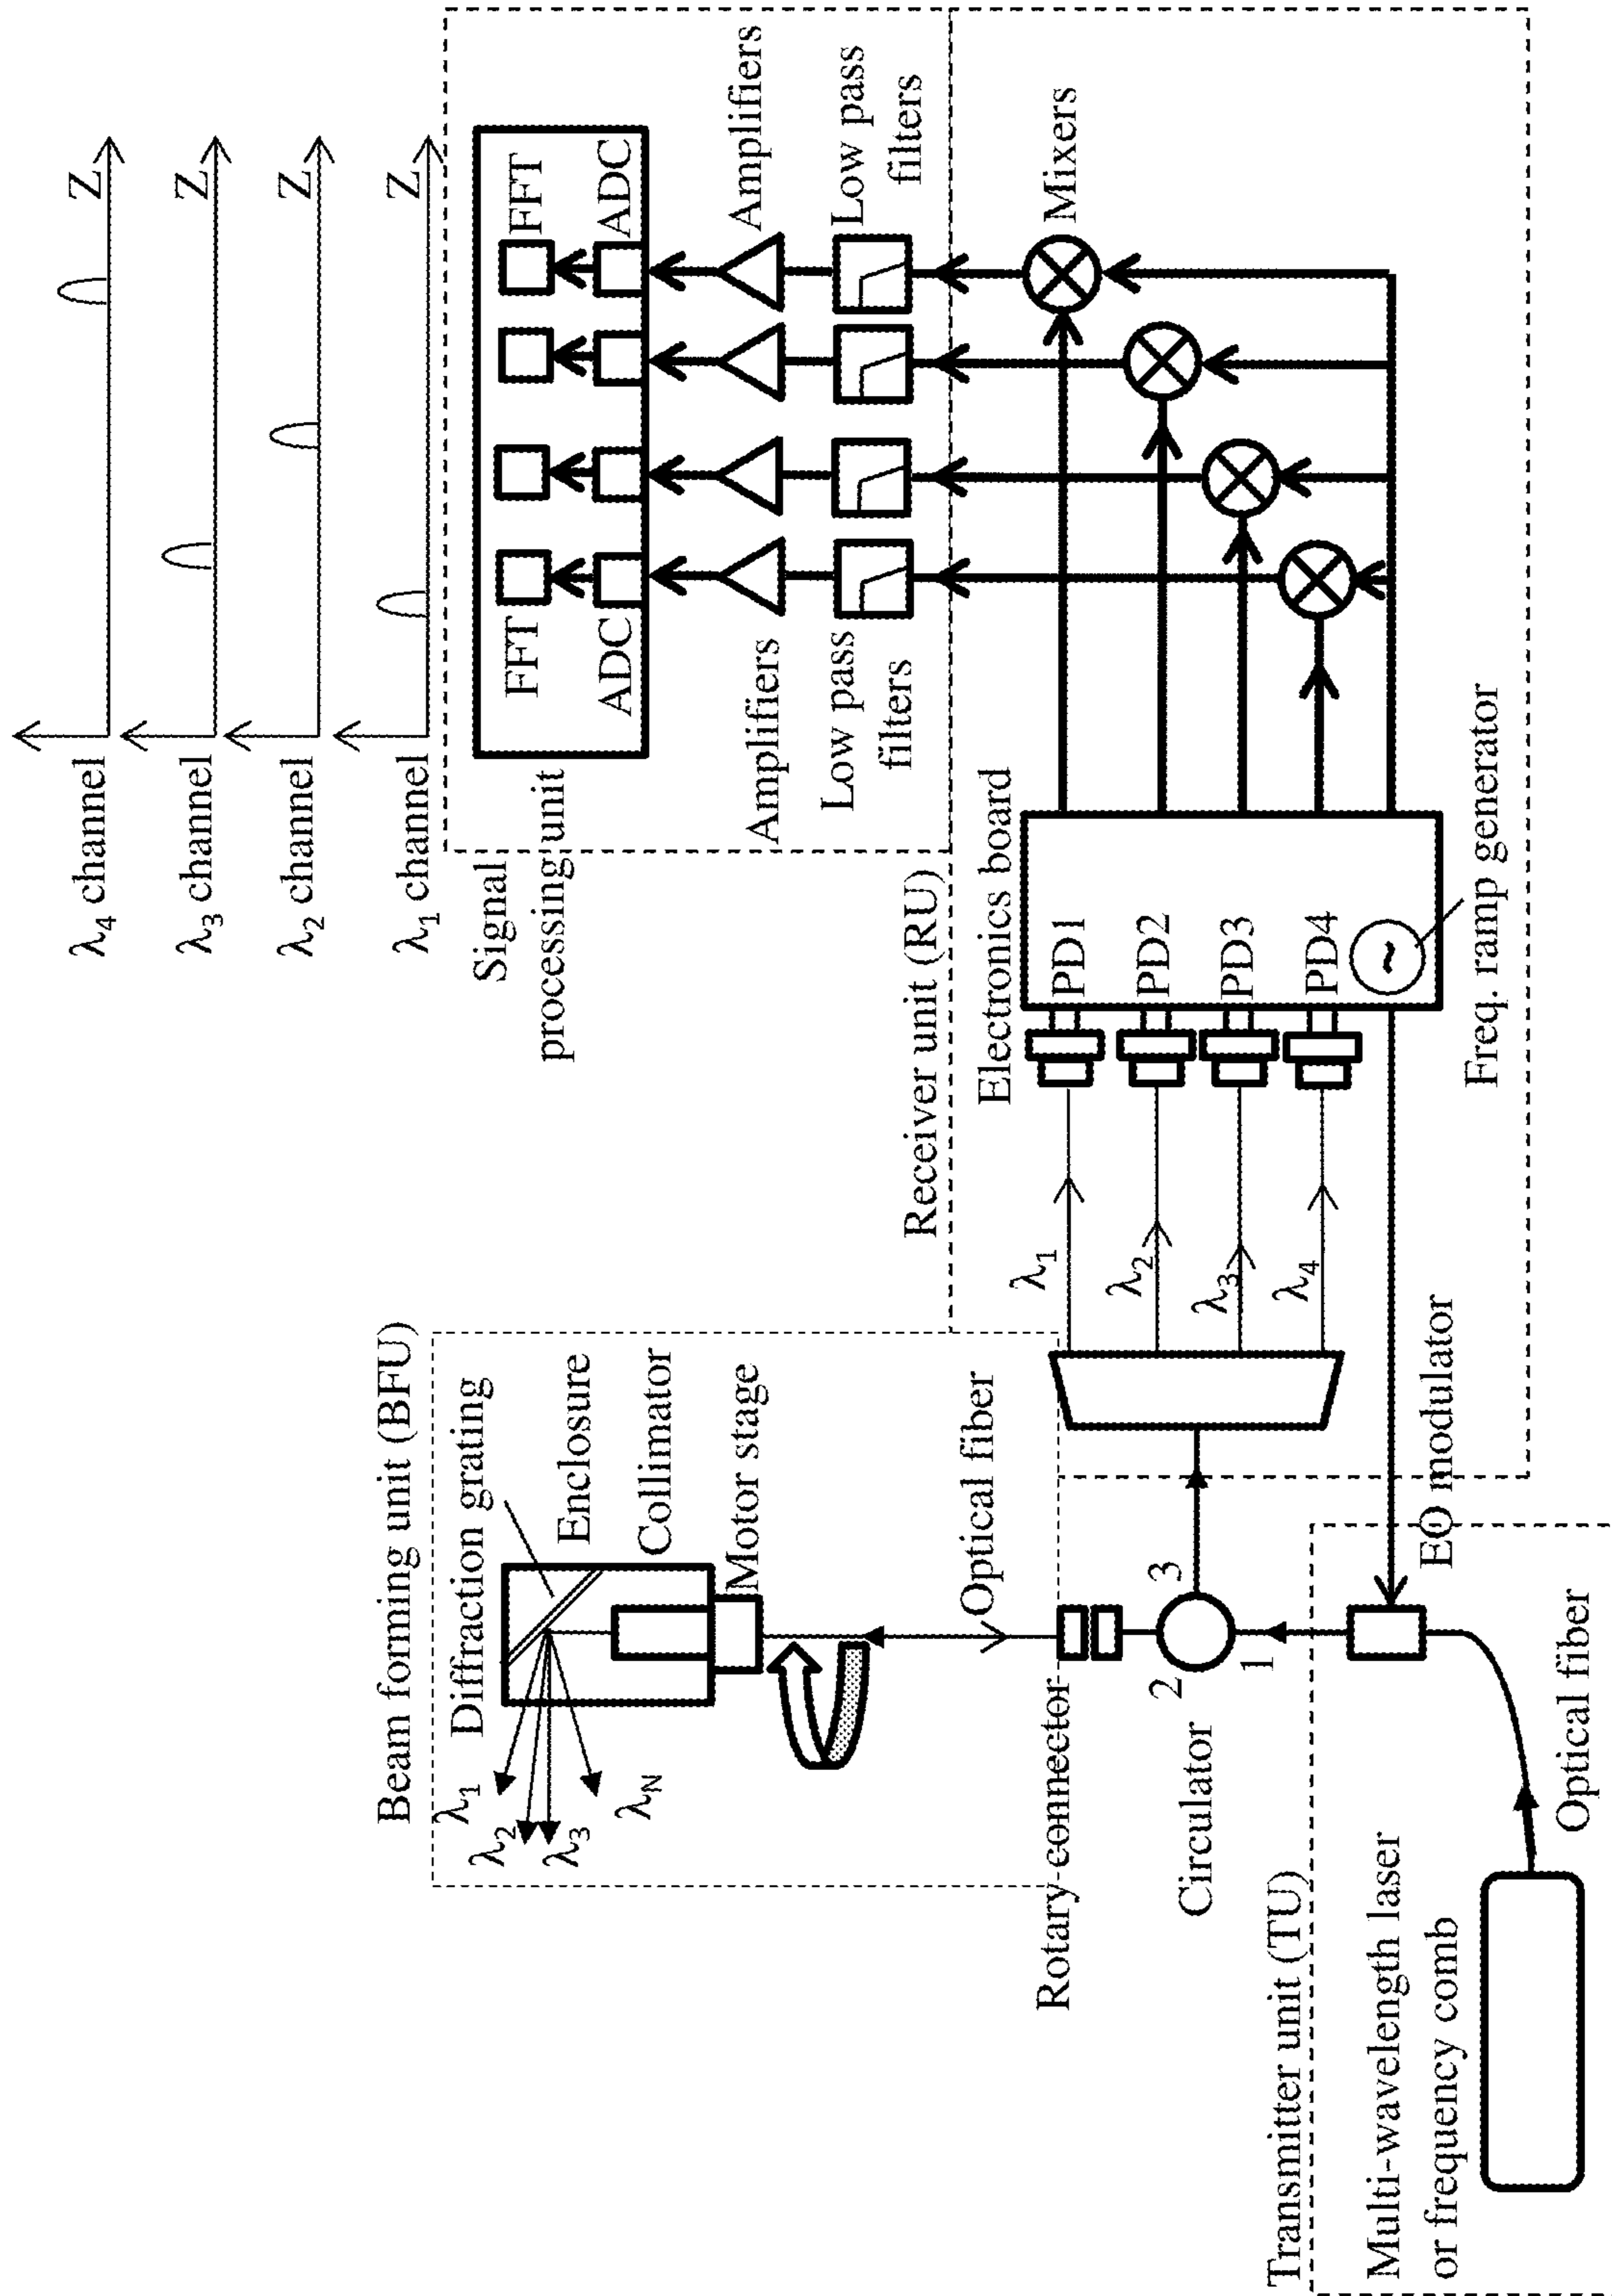 λ4 channel
Z
λ3 channel
Z
λ2 channel
Z
λ1 channel
Z
Signal
processing unit
FFT
FFT
ADC
ADC
Amplifiers
Amplifiers
Low pass
filters
Low pass
filters
Mixers
Receiver unit (RU)
Electronics board
PD1
PD2
PD3
PD4
~
Freq. ramp generator
λ1
λ2
λ3
λ4
Beam forming unit (BFU)
Diffraction grating
Enclosure
Collimator
Motor stage
λ1
λ2
λ3
λN
Optical fiber
Rotary connector
Circulator
2
3
1
EO modulator
Transmitter unit (TU)
Multi-wavelength laser
or frequency comb
Optical fiber